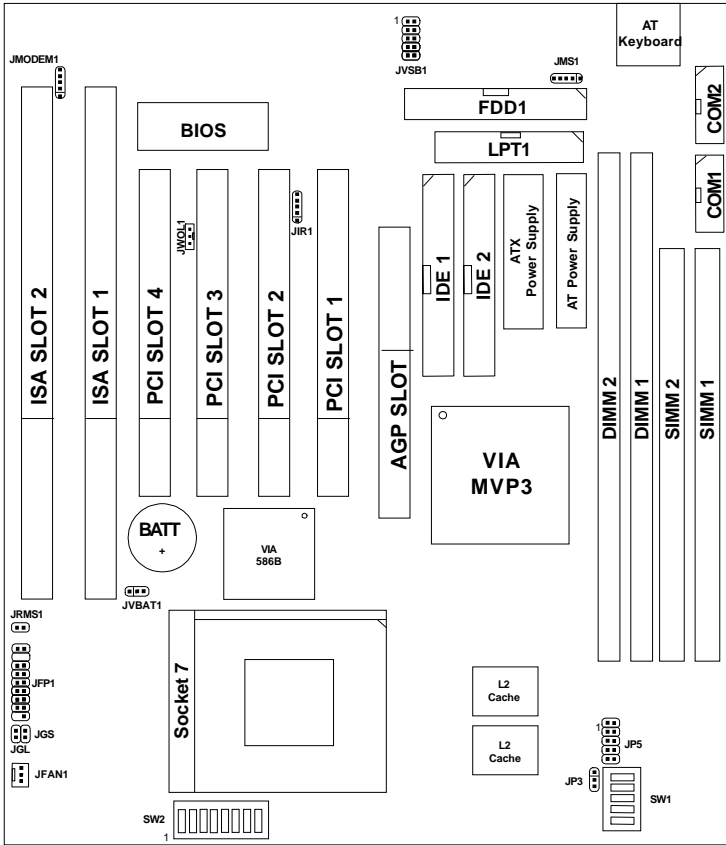 1
AT
Keyboard
JMODEM1
JVSB1
JMS1
FDD1
COM2
BIOS
LPT1
COM1
ISA SLOT 2
ISA SLOT 1
PCI SLOT 4
JWOL1
PCI SLOT 3
PCI SLOT 2
JIR1
PCI SLOT 1
AGP SLOT
IDE 1
IDE 2
ATX
Power Supply
AT Power Supply
DIMM 2
DIMM 1
SIMM 2
SIMM 1
VIA
MVP3
BATT
+
VIA
586B
JVBAT1
JRMS1
JFP1
JGS
JGL
JFAN1
Socket 7
L2
Cache
L2
Cache
1
JP5
JP3
SW1
SW2
1